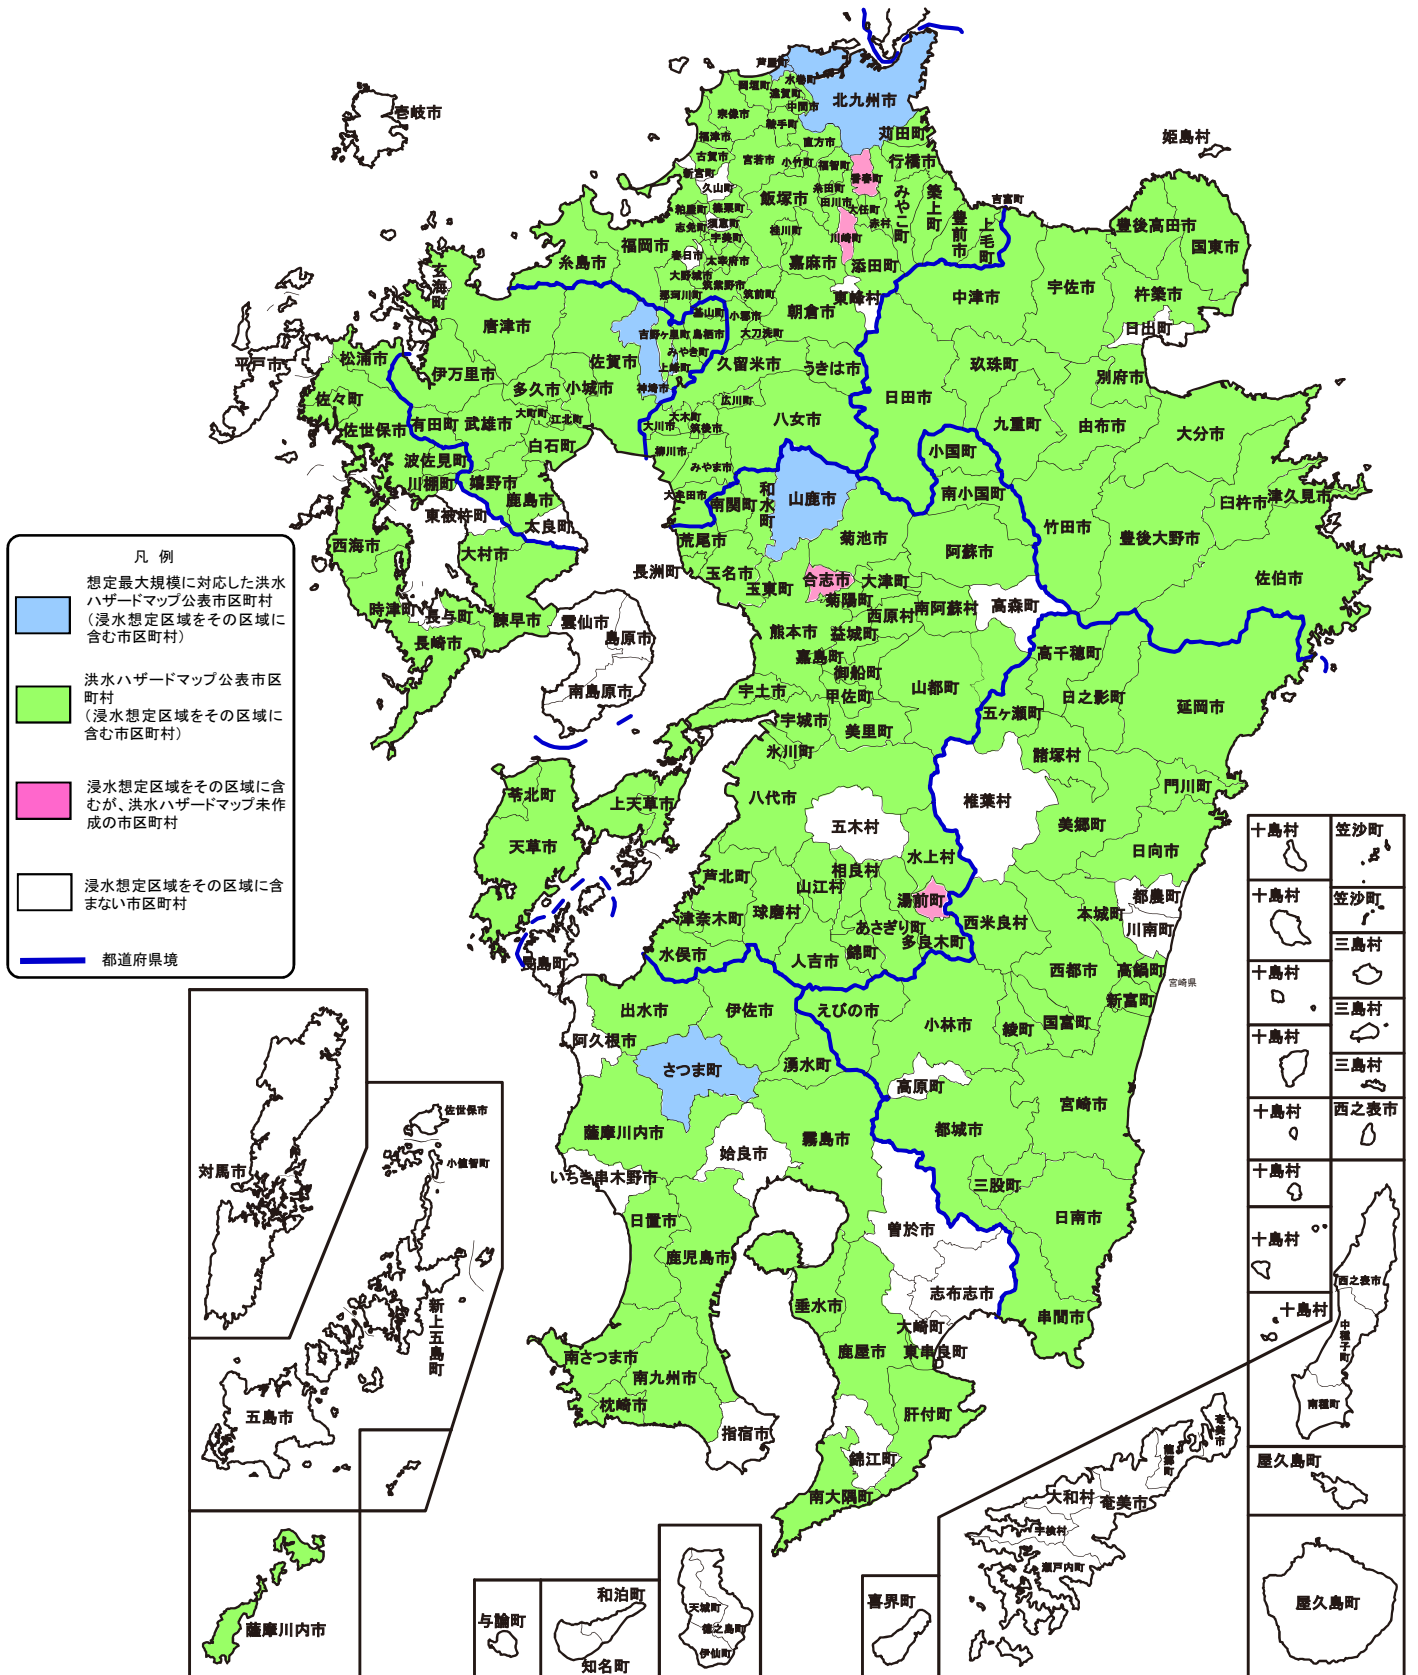 芦屋町
水巻町
岡垣町
遠賀町
中間市
北九州市
宗像市
鞍手町
壱岐市
福津市
直方市
苅田町
姫島村
古賀市
宮若市
小竹町
福智町
行橋市
新宮町
香春町
久山町
飯塚市
糸田町
みやこ町
築上町
吉富町
粕屋町
篠栗町
田川市
大任町
豊後高田市
志免町
須恵町
赤村
豊前市
上毛町
福岡市
宇美町
桂川町
川崎町
国東市
春日市
太宰府市
嘉麻市
添田町
糸島市
玄海町
大野城市
筑紫野市
中津市
宇佐市
杵築市
那珂川町
筑前町
東峰村
基山町
小郡市
朝倉市
唐津市
吉野ヶ里町
鳥栖市
大刀洗町
日出町
平戸市
松浦市
みやき町
佐賀市
上峰町
久留米市
うきは市
玖珠町
伊万里市
別府市
多久市
小城市
神埼市
日田市
佐々町
広川町
大町町
江北町
大木町
八女市
九重町
由布市
佐世保市
有田町
武雄市
大川市
筑後市
大分市
白石町
柳川市
小国町
波佐見町
みやま市
川棚町
嬉野市
鹿島市
大牟田市
和水町
山鹿市
南小国町
臼杵市
津久見市
東彼杵町
太良町
南関町
竹田市
西海市
荒尾市
菊池市
豊後大野市
大村市
阿蘇市
長洲町
玉名市
合志市
大津町
佐伯市
玉東町
菊陽町
時津町
長与町
諫早市
雲仙市
西原村
南阿蘇村
高森町
長崎市
島原市
熊本市
益城町
嘉島町
高千穂町
御船町
南島原市
宇土市
甲佐町
山都町
日之影町
宇城市
美里町
五ヶ瀬町
延岡市
氷川町
諸塚村
苓北町
八代市
門川町
上天草市
椎葉村
五木村
美郷町
天草市
水上村
日向市
芦北町
相良村
山江村
湯前町
都農町
津奈木町
球磨村
あさぎり町
西米良村
本城町
川南町
水俣市
錦町
多良木町
長島町
人吉市
西都市
高鍋町
宮崎県
新富町
出水市
伊佐市
えびの市
小林市
綾町
国富町
阿久根市
さつま町
湧水町
高原町
宮崎市
薩摩川内市
霧島市
都城市
姶良市
いちき串木野市
三股町
日置市
曽於市
日南市
鹿児島市
志布志市
垂水市
大崎町
串間市
南さつま市
鹿屋市
東串良町
南九州市
枕崎市
肝付町
指宿市
錦江町
南大隅町
凡 例
想定最大規模に対応した洪水
ハザードマップ公表市区町村
(浸水想定区域をその区域に
含む市区町村)
洪水ハザードマップ公表市区
町村
(浸水想定区域をその区域に
含む市区町村)
浸水想定区域をその区域に含
むが、洪水ハザードマップ未作
成の市区町村
浸水想定区域をその区域に含
まない市区町村
都道府県境
対馬市
佐世保市
小値賀町
新上五島町
五島市
薩摩川内市
与論町
和泊町
知名町
天城町
徳之島町
伊仙町
喜界町
奄美市
龍郷町
大和村
奄美市
宇検村
瀬戸内町
十島村
笠沙町
十島村
笠沙町
三島村
十島村
三島村
十島村
三島村
十島村
西之表市
十島村
十島村
十島村
西之表市
中種子町
南種町
屋久島町
屋久島町